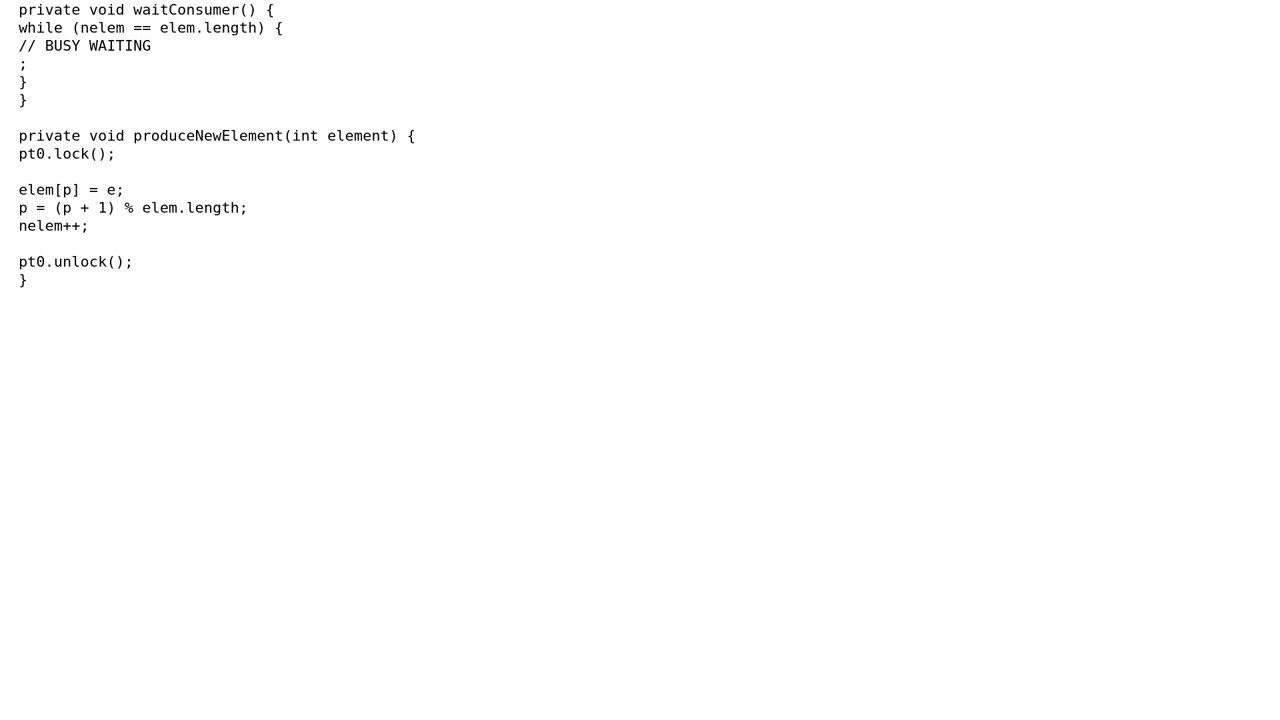 private void waitConsumer() {
while (nelem == elem.length) {
// BUSY WAITING
;
}
}

private void produceNewElement(int element) {
pt0.lock();

elem[p] = e;
p = (p + 1) % elem.length;
nelem++;

pt0.unlock();
}